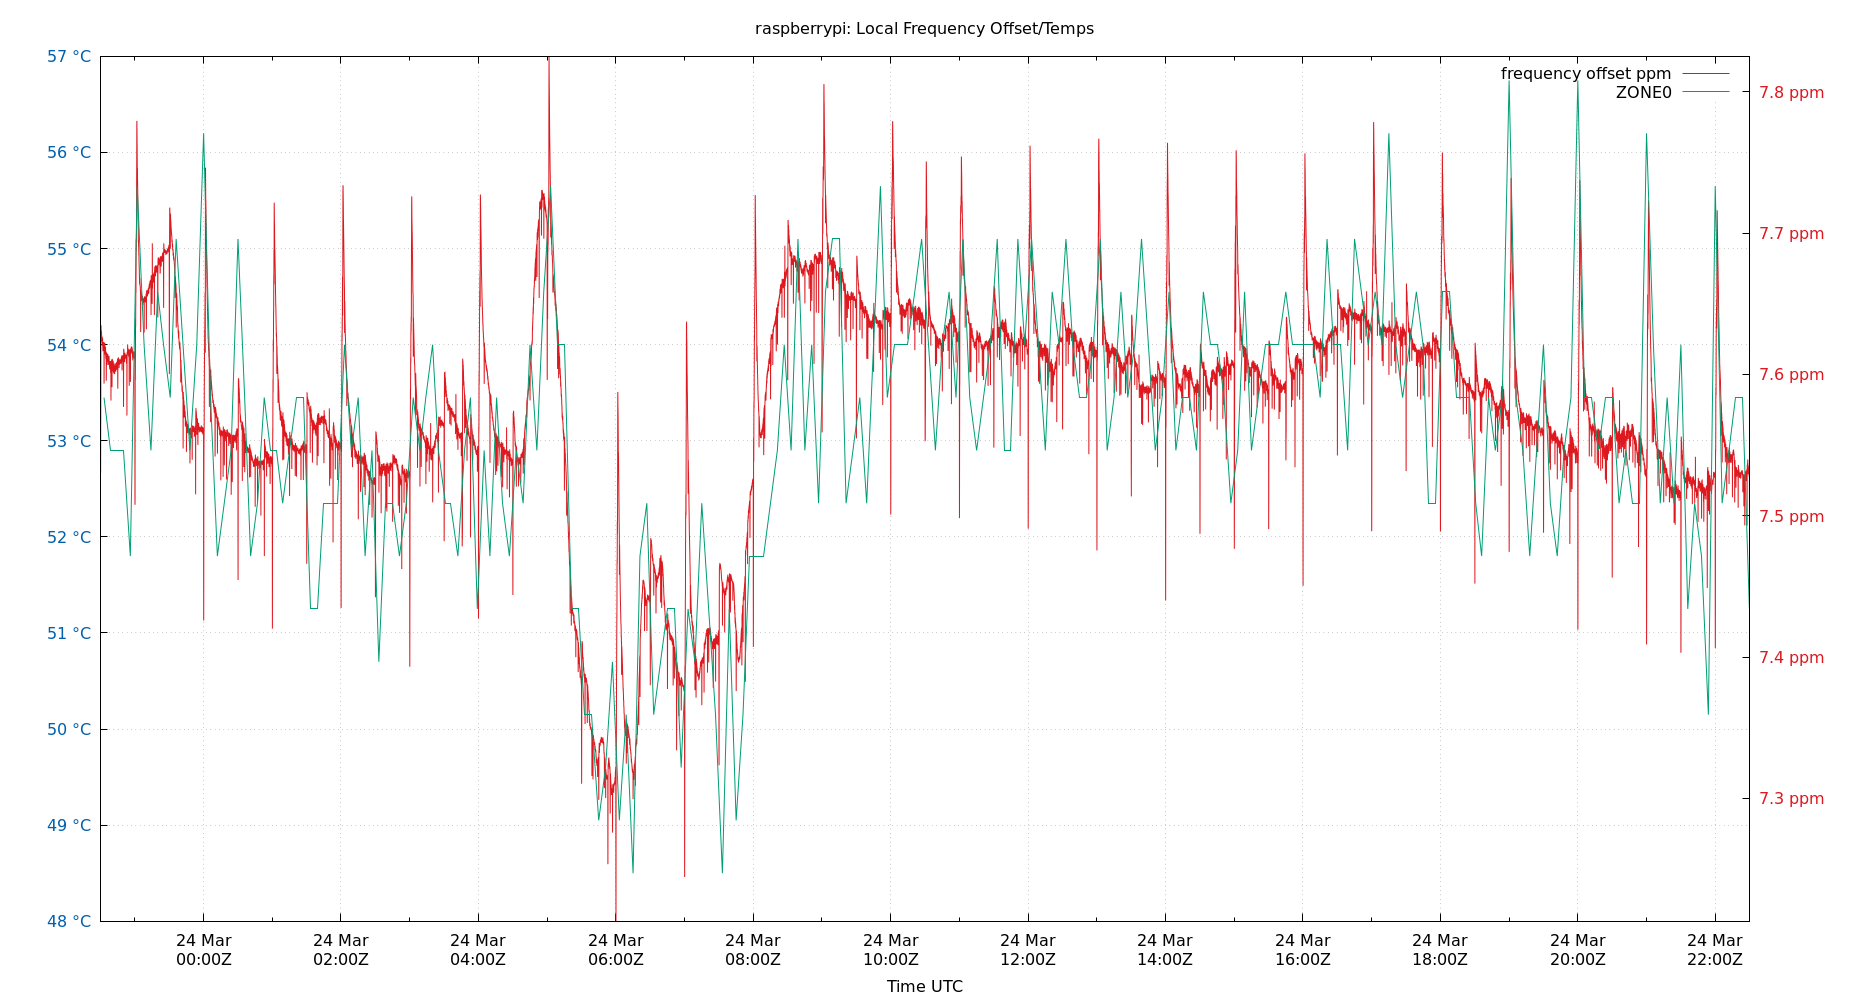 raspberrypi: Local Frequency Offset/Temps
57 °C
56 °C
55 °C
54 °C
53 °C
52 °C
51 °C
50 °C
49 °C
48 °C
frequency offset ppm
ZONE0
7.8 ppm
7.7 ppm
7.6 ppm
7.5 ppm
7.4 ppm
7.3 ppm
24 Mar 24 Mar 24 Mar 24 Mar 24 Mar 24 Mar 24 Mar 24 Mar 24 Mar 24 Mar 24 Mar 24 Mar
00:00Z 02:00Z 04:00Z 06:00Z 08:00Z 10:00Z 12:00Z 14:00Z 16:00Z 18:00Z 20:00Z 22:00Z
Time UTC